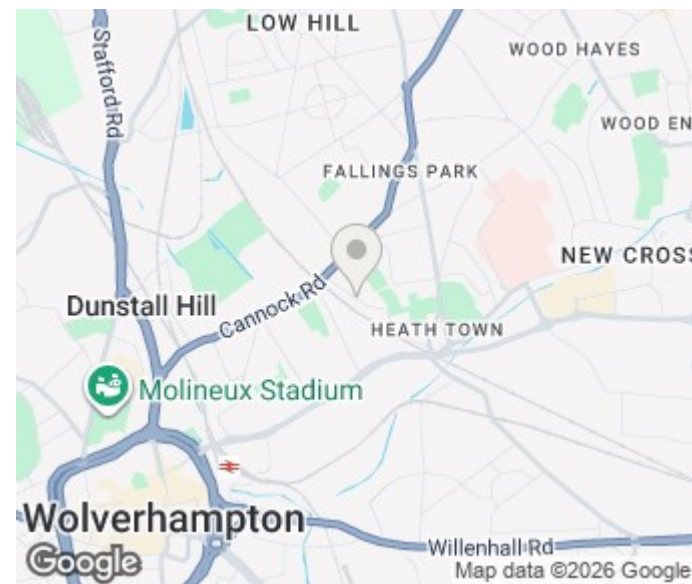 LOW HILL
Stafford Rd
WOOD HAYES
WOOD EN
FALLINGS PARK
NEW CROSS
Dunstall Hill
Cannock Rd
HEATH TOWN
Molineux Stadium
Wolverhampton
Willenhall Rd
Google
Map data ©2026 Google